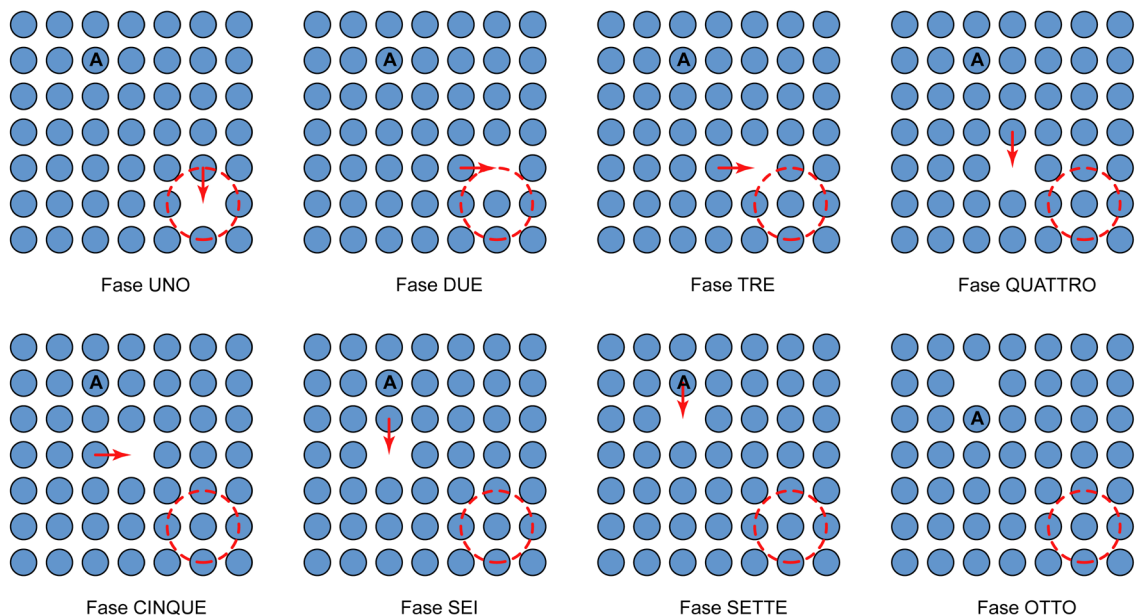 A A A A
Fase UNO Fase DUE Fase TRE Fase QUATTRO
A A A
A
Fase CINQUE Fase SEI Fase SETTE Fase OTTO